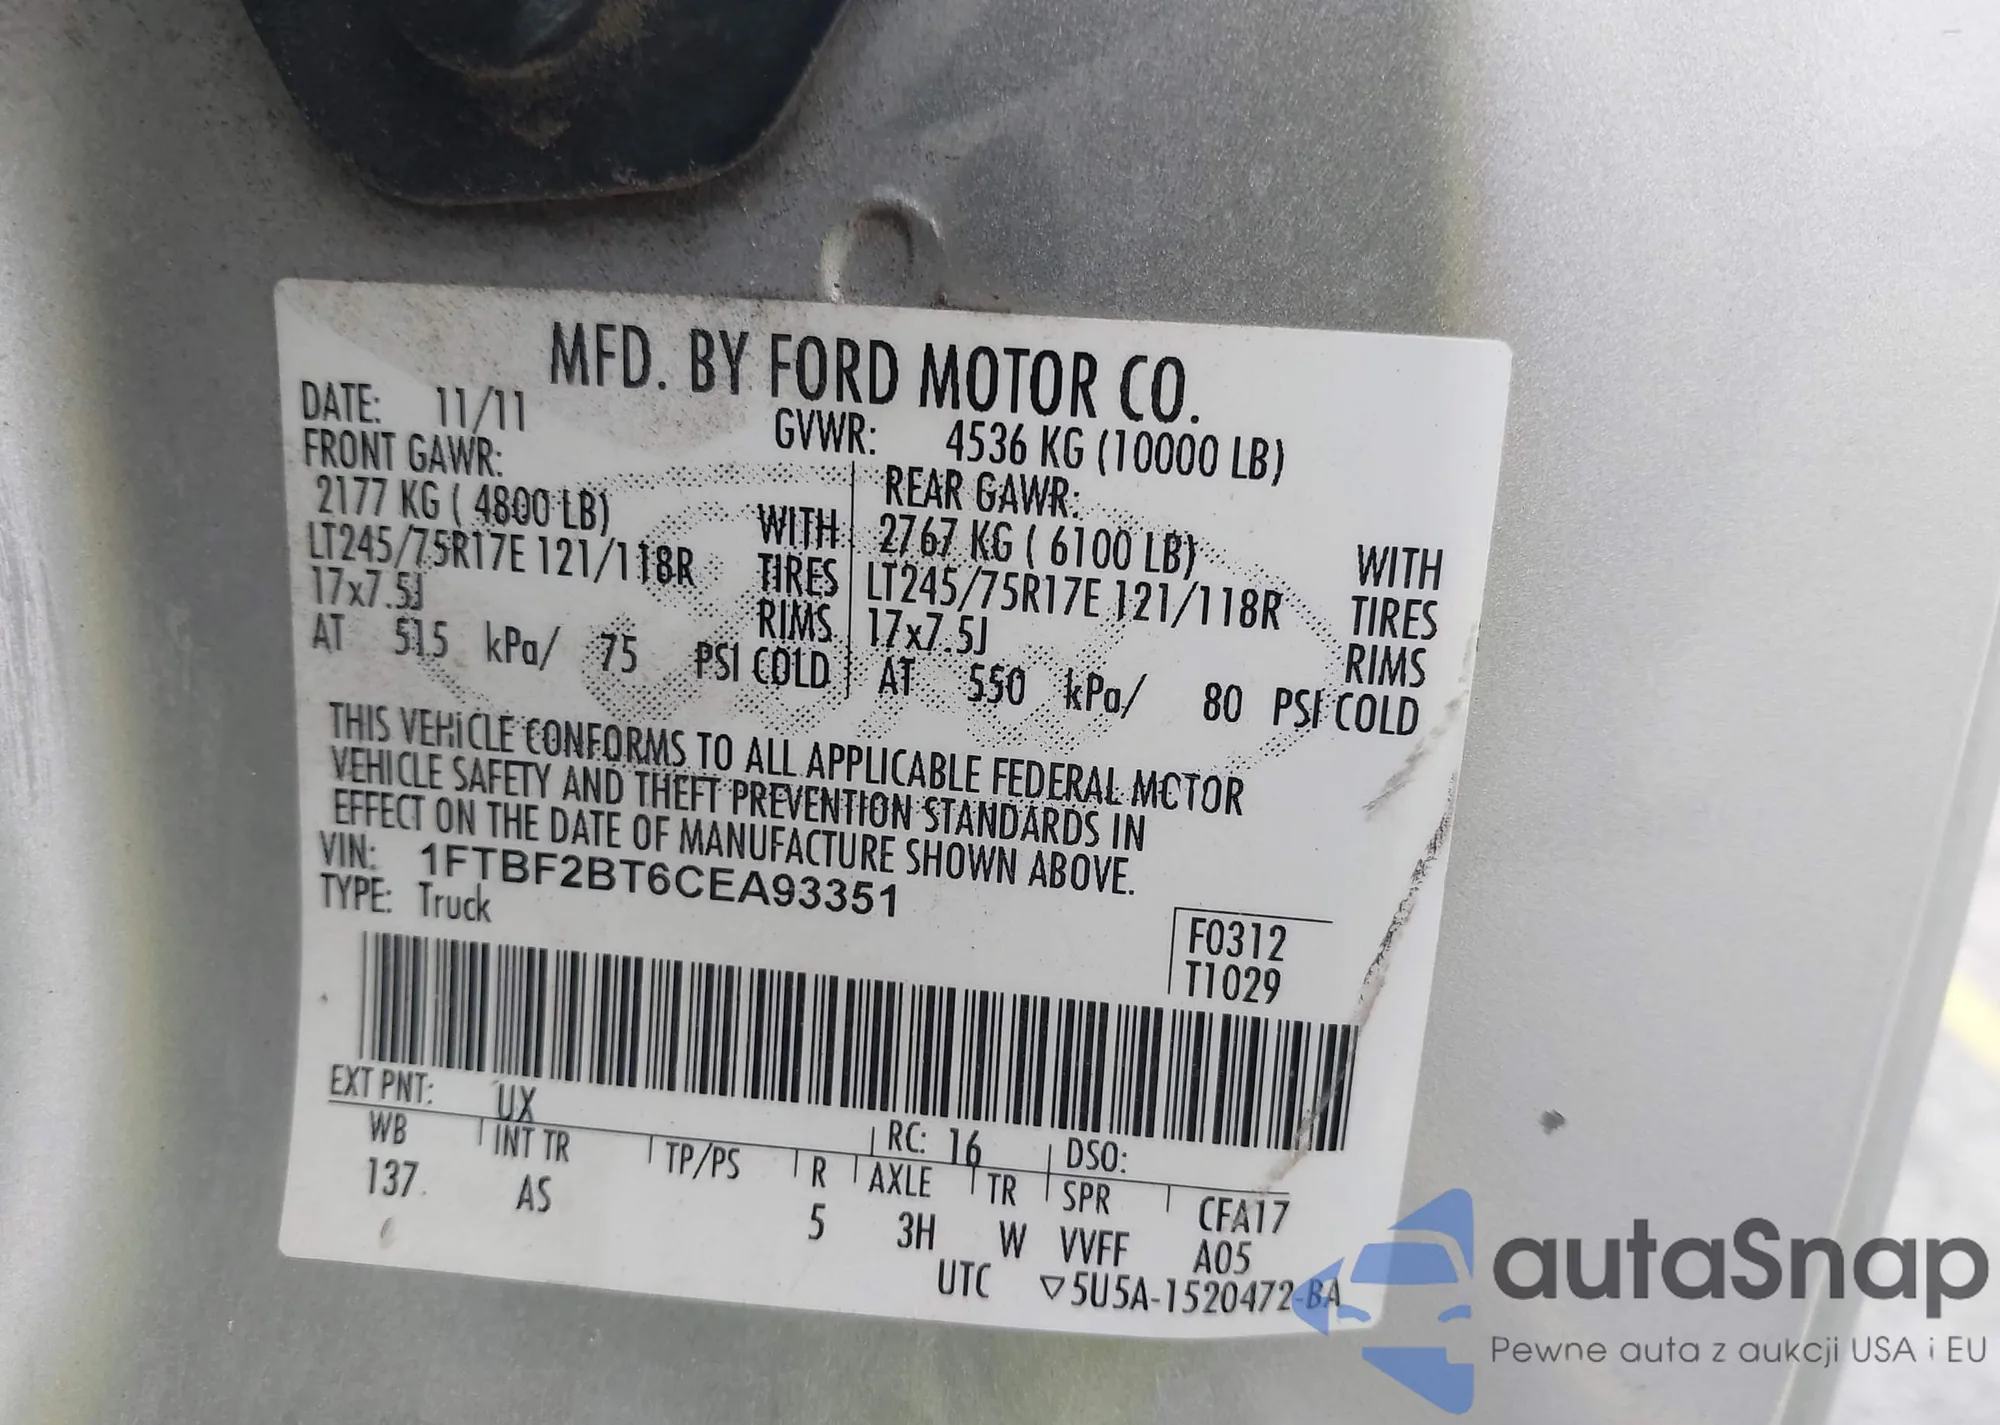 MFD. BY FORD MOTOR CO.
DATE: 11/11 GVWR: 4536 KG (10000 LB)
FRONT GAWR: REAR GAWR:
2177 KG ( 4800 LB) WITH 2767 KG ( 6100 LB) WITH
LT245/75R17E 121/118R TIRES LT245/75R17E 121/118R TIRES
17x7.5J RIMS 17x7.5J RIMS
AT 515 kPa/ 75 PSI COLD AT 550 kPa/ 80 PSI COLD
THIS VEHICLE CONFORMS TO ALL APPLICABLE FEDERAL MOTOR
VEHICLE SAFETY AND THEFT PREVENTION STANDARDS IN
EFFECT ON THE DATE OF MANUFACTURE SHOWN ABOVE.
VIN: 1FTBF2BT6CEA93351
TYPE: Truck
F0312
T1029
EXT PNT: UX RC: 16 DSO:
WB INT TR TP/PS R AXLE TR SPR CFA17
137 AS 5 3H W VVFF A05
UTC ▽5U5A-1520472-BA
autaSnap
Pewne auta z aukcji USA i EU